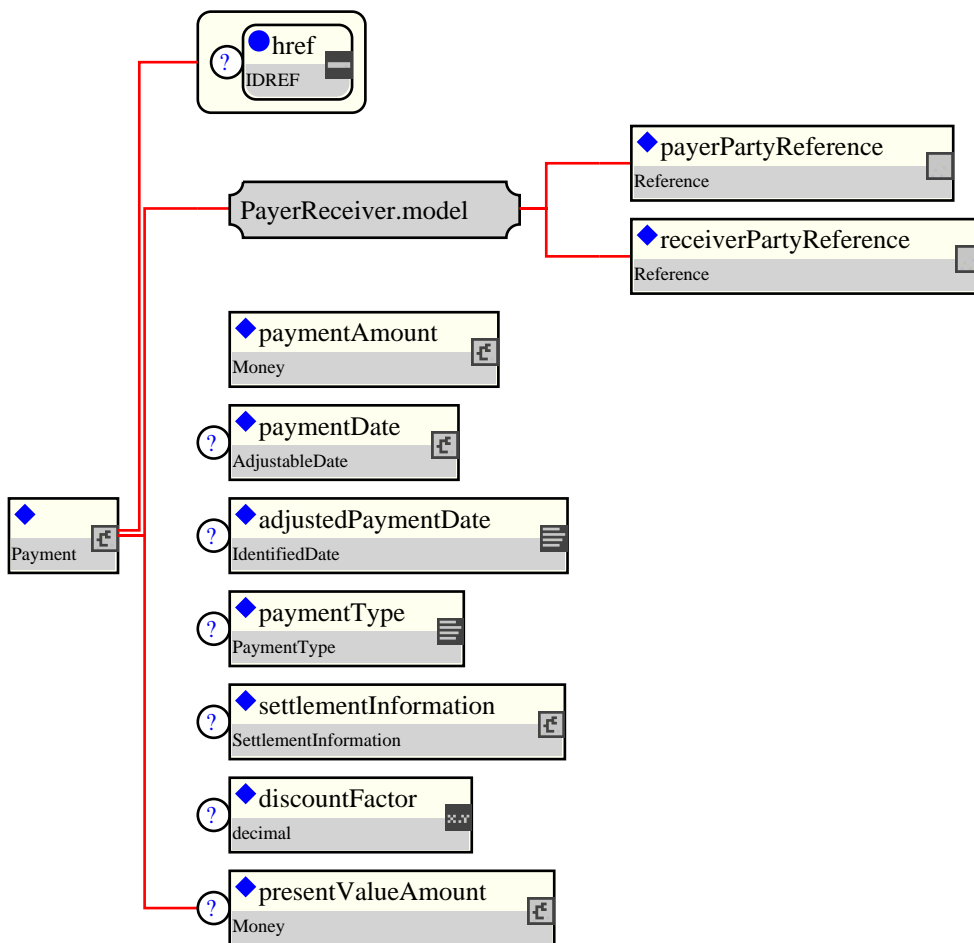 ?
href
IDREF
payerPartyReference
Reference
PayerReceiver.model
receiverPartyReference
Reference
paymentAmount
Money
?
paymentDate
AdjustableDate
Payment
?
adjustedPaymentDate
IdentifiedDate
?
paymentType
PaymentType
?
settlementInformation
SettlementInformation
?
discountFactor
decimal
X.Y
?
presentValueAmount
Money